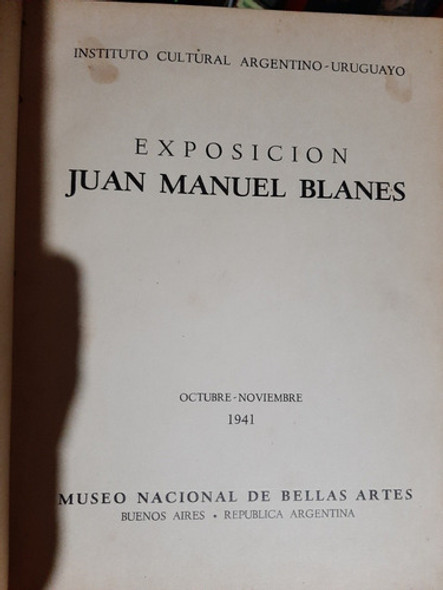 INSTITUTO CULTURAL ARGENTINO-URUGUAYO
EXPOSICION
JUAN MANUEL BLANES
OCTUBRE-NOVIEMBRE
1941
MUSEO NACIONAL DE BELLAS ARTES
BUENOS AIRES • REPUBLICA ARGENTINA